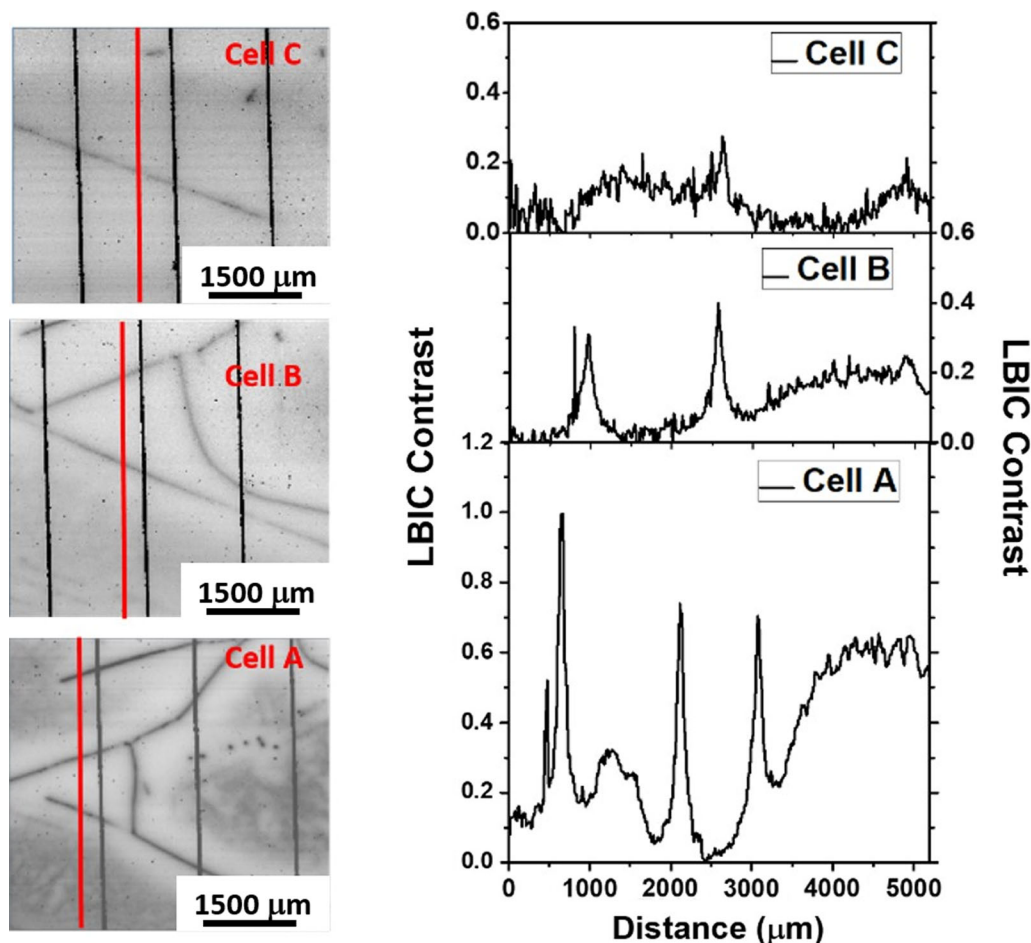 Cell C
1500 μm
Cell B
1500 μm
Cell A
1500 μm
LBIC Contrast
0.6
0.4
0.2
0.0
Cell C
0.6
0.4
0.2
0.0
Cell B
1.2
1.0
0.8
0.6
0.4
0.2
0.0
Cell A
0
1000
2000
3000
4000
5000
Distance (μm)
LBIC Contrast